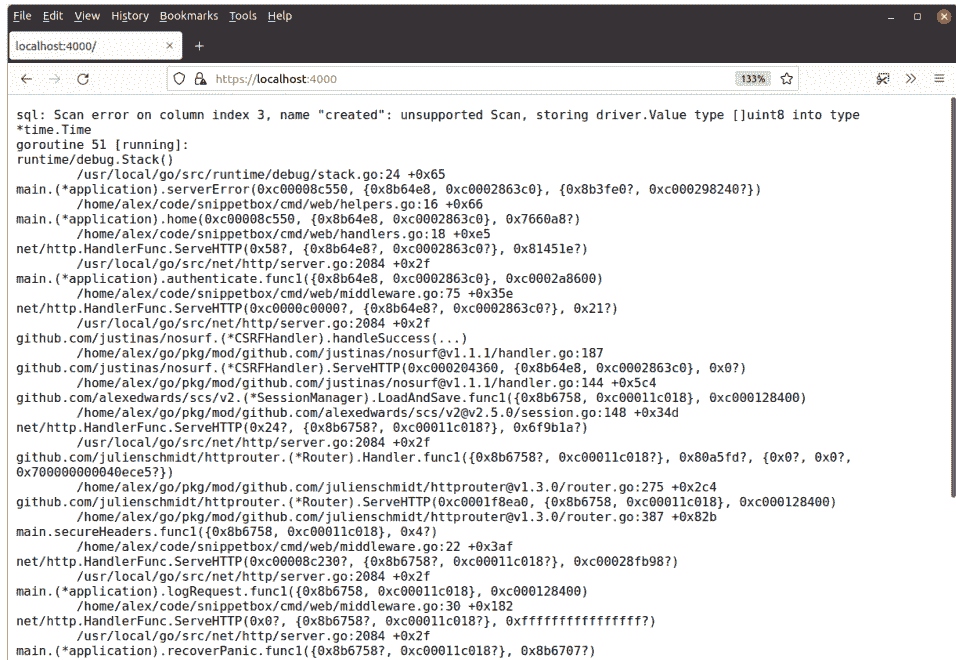 File Edit View History Bookmarks Tools Help
localhost:4000/
https://localhost:4000
133%
sql: Scan error on column index 3, name "created": unsupported Scan, storing driver.Value type []uint8 into type
*time.Time
goroutine 51 [running]:
runtime/debug.Stack()
/usr/local/go/src/runtime/debug/stack.go:24 +0x65
main.(*application).serverError(0xc00008c550, {0x8b64e8, 0xc0002863c0}, {0x8b3fe0?, 0xc000298240?})
/home/alex/code/snippetbox/cmd/web/helpers.go:16 +0x66
main.(*application).home(0xc00008c550, {0x8b64e8, 0xc0002863c0}, 0x7660a8?)
/home/alex/code/snippetbox/cmd/web/handlers.go:18 +0xe5
net/http.HandlerFunc.ServeHTTP(0x58?, {0x8b64e8?, 0xc0002863c0?}, 0x81451e?)
/usr/local/go/src/net/http/server.go:2084 +0x2f
main.(*application).authenticate.func1({0x8b64e8, 0xc0002863c0}, 0xc0002a8600)
/home/alex/code/snippetbox/cmd/web/middleware.go:75 +0x35e
net/http.HandlerFunc.ServeHTTP(0xc0000c0000?, {0x8b64e8?, 0xc0002863c0?}, 0x21?)
/usr/local/go/src/net/http/server.go:2084 +0x2f
github.com/justinas/nosurf.(*CSRFHandler).handleSuccess(...)
/home/alex/go/pkg/mod/github.com/justinas/nosurf@v1.1.1/handler.go:187
github.com/justinas/nosurf.(*CSRFHandler).ServeHTTP(0xc000204360, {0x8b64e8, 0xc0002863c0}, 0x0?)
/home/alex/go/pkg/mod/github.com/justinas/nosurf@v1.1.1/handler.go:144 +0x5c4
github.com/alexedwards/scs/v2.(*SessionManager).LoadAndSave.func1({0x8b6758, 0xc00011c018}, 0xc000128400)
/home/alex/go/pkg/mod/github.com/alexedwards/scs/v2@v2.5.0/session.go:148 +0x34d
net/http.HandlerFunc.ServeHTTP(0x24?, {0x8b6758?, 0xc00011c018?}, 0x6f9b1a?)
/usr/local/go/src/net/http/server.go:2084 +0x2f
github.com/julienschmidt/httprouter.(*Router).Handler.func1({0x8b6758?, 0xc00011c018?}, 0x80a5fd?, {0x0?, 0x0?,
0x700000000040ece5?})
/home/alex/go/pkg/mod/github.com/julienschmidt/httprouter@v1.3.0/router.go:275 +0x2c4
github.com/julienschmidt/httprouter.(*Router).ServeHTTP(0xc0001f8ea0, {0x8b6758, 0xc00011c018}, 0xc000128400)
/home/alex/go/pkg/mod/github.com/julienschmidt/httprouter@v1.3.0/router.go:387 +0x82b
main.secureHeaders.func1({0x8b6758, 0xc00011c018}, 0x4?)
/home/alex/code/snippetbox/cmd/web/middleware.go:22 +0x3af
net/http.HandlerFunc.ServeHTTP(0xc00008c230?, {0x8b6758?, 0xc00011c018?}, 0xc00028fb98?)
/usr/local/go/src/net/http/server.go:2084 +0x2f
main.(*application).logRequest.func1({0x8b6758, 0xc00011c018}, 0xc000128400)
/home/alex/code/snippetbox/cmd/web/middleware.go:30 +0x182
net/http.HandlerFunc.ServeHTTP(0x0?, {0x8b6758?, 0xc00011c018?}, 0xffffffffffffffff?)
/usr/local/go/src/net/http/server.go:2084 +0x2f
main.(*application).recoverPanic.func1({0x8b6758?, 0xc00011c018?}, 0x8b6707?)